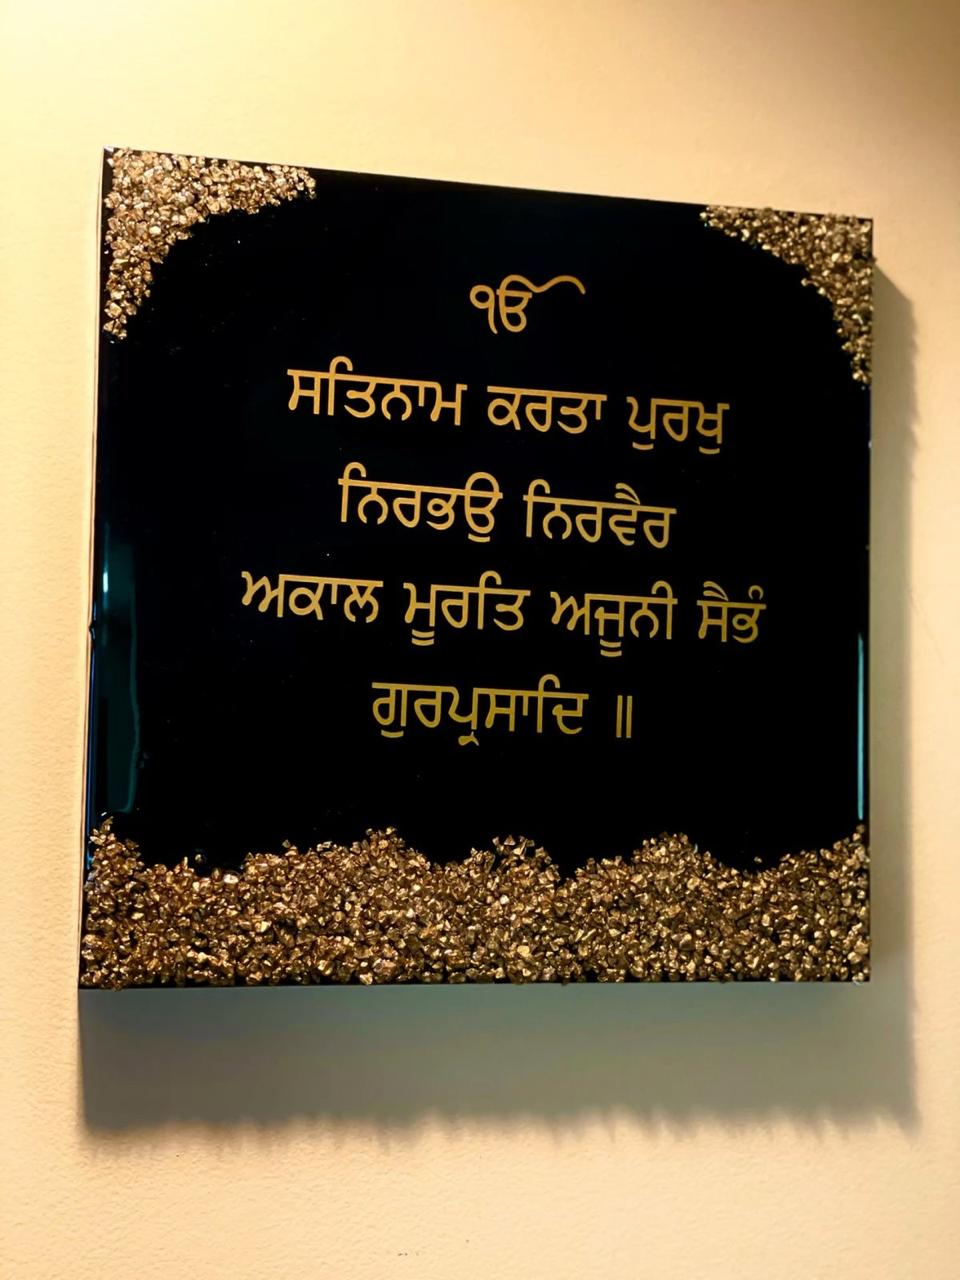 ੴ
ਸਤਿਨਾਮ ਕਰਤਾ ਪੁਰਖੁ
ਨਿਰਭਉ ਨਿਰਵੈਰ
ਅਕਾਲ ਮੂਰਤਿ ਅਜੂਨੀ ਸੈਭੰ
ਗੁਰਪ੍ਰਸਾਦਿ ॥